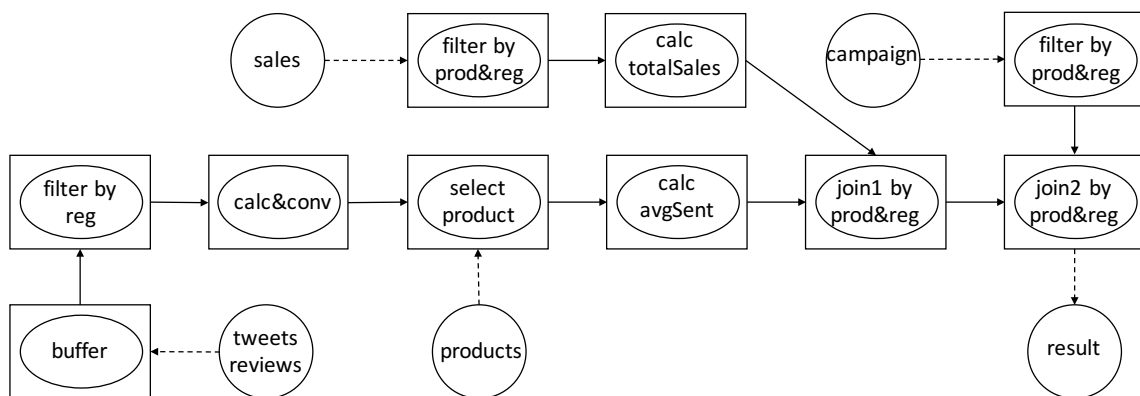 sales
filter by
prod&reg
calc
totalSales
campaign
filter by
prod&reg
filter by
reg
calc&conv
select
product
calc
avgSent
join1 by
prod&reg
join2 by
prod&reg
buffer
tweets
reviews
products
result